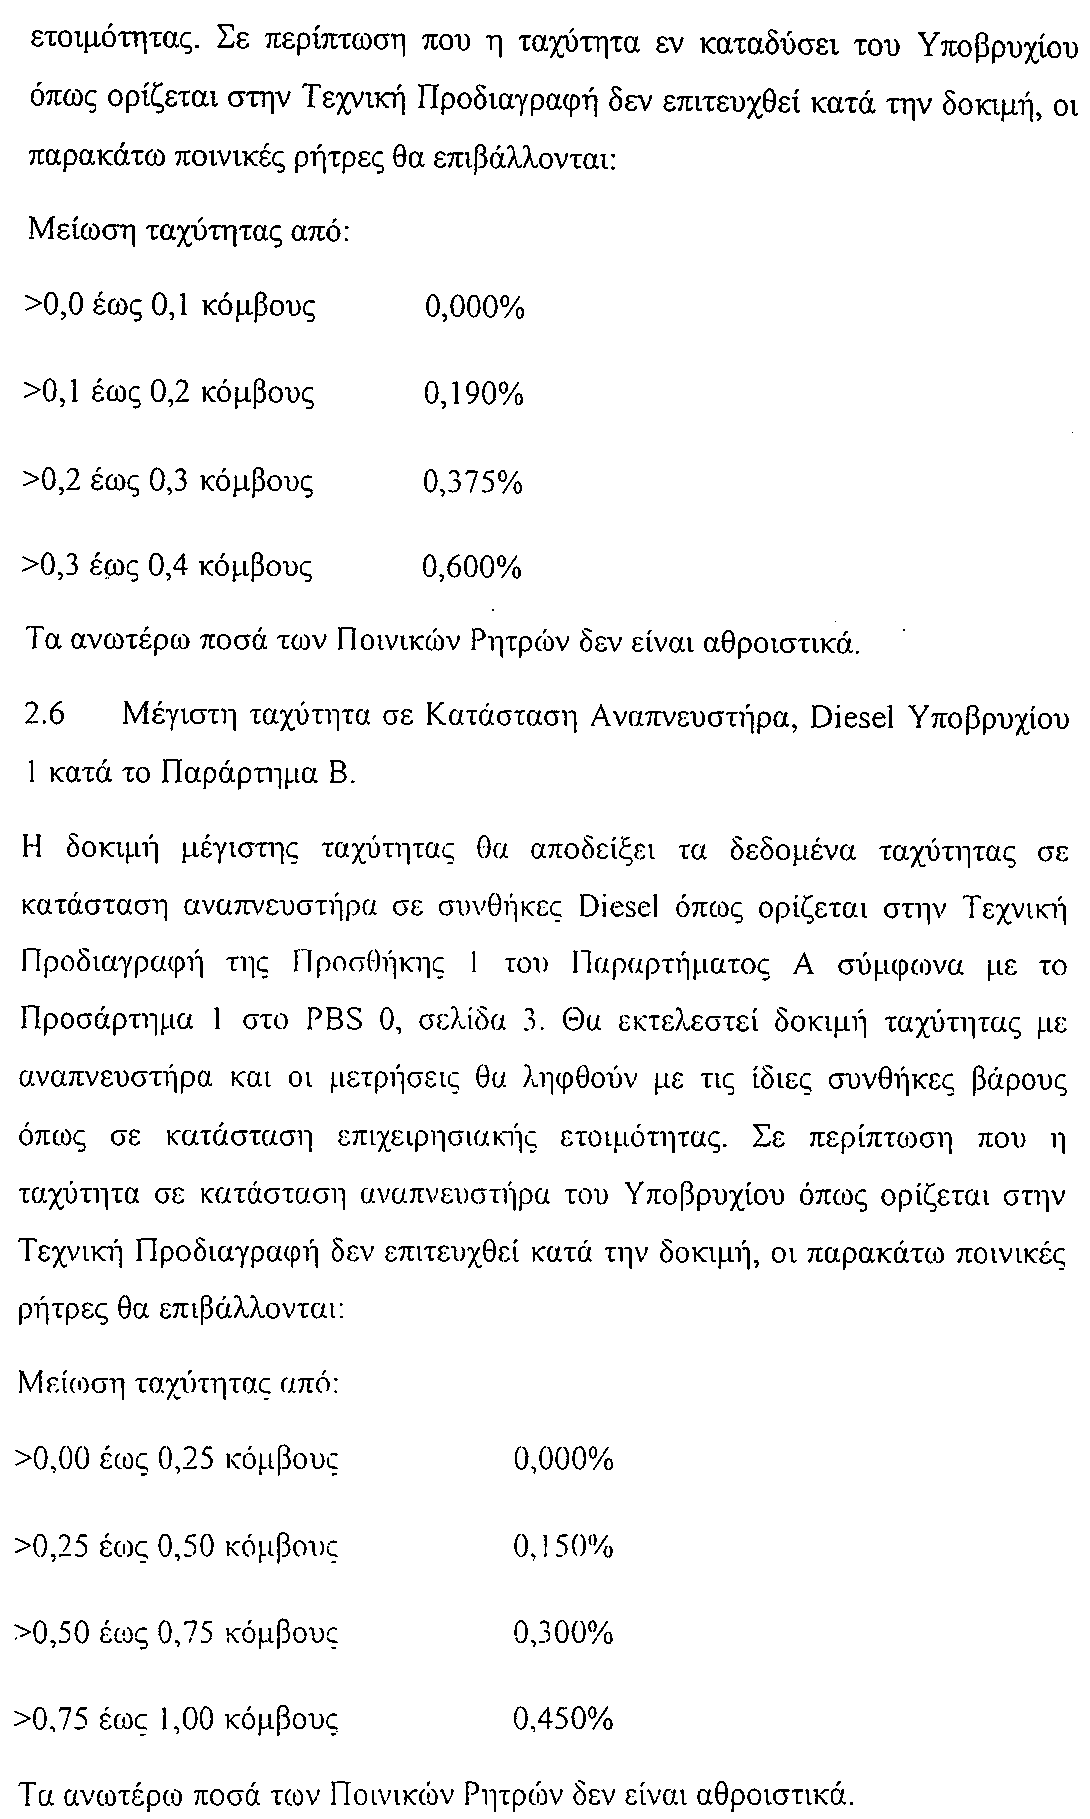 ετοιμότητας. Σε περίπτωση που η ταχύτητα εν καταδύσει του Υποβρυχίου
όπως ορίζεται στην Τεχνική Προδιαγραφή δεν επιτευχθεί κατά την δοκιμή, οι
παρακάτω ποινικές ρήτρες θα επιβάλλονται:
Μείωση ταχύτητας από:
>0,0 έως 0,1 κόμβους 0,000%
>0,1 έως 0,2 κόμβους 0,190%
>0,2 έως 0,3 κόμβους 0,375%
>0,3 έως 0,4 κόμβους 0,600%
Τα ανωτέρω ποσά των Ποινικών Ρητρών δεν είναι αθροιστικά.
2.6 Μέγιστη ταχύτητα σε Κατάσταση Αναπνευστήρα, Diesel Υποβρυχίου
1 κατά το Παράρτημα Β.
Η δοκιμή μέγιστης ταχύτητας θα αποδείξει τα δεδομένα ταχύτητας σε
κατάσταση αναπνευστήρα σε συνθήκες Diesel όπως ορίζεται στην Τεχνική
Προδιαγραφή της Προσθήκης 1 του Παραρτήματος Α σύμφωνα με το
Προσάρτημα 1 στο PBS 0, σελίδα 3. Θα εκτελεστεί δοκιμή ταχύτητας με
αναπνευστήρα και οι μετρήσεις θα ληφθούν με τις ίδιες συνθήκες βάρους
όπως σε κατάσταση επιχειρησιακής ετοιμότητας. Σε περίπτωση που η
ταχύτητα σε κατάσταση αναπνευστήρα του Υποβρυχίου όπως ορίζεται στην
Τεχνική Προδιαγραφή δεν επιτευχθεί κατά την δοκιμή, οι παρακάτω ποινικές
ρήτρες θα επιβάλλονται:
Μείωση ταχύτητας από:
>0,00 έως 0,25 κόμβους 0,000%
>0,25 έως 0,50 κόμβους 0,150%
>0,50 έως 0,75 κόμβους 0,300%
>0,75 έως 1,00 κόμβους 0,450%
Τα ανωτέρω ποσά των Ποινικών Ρητρών δεν είναι αθροιστικά.